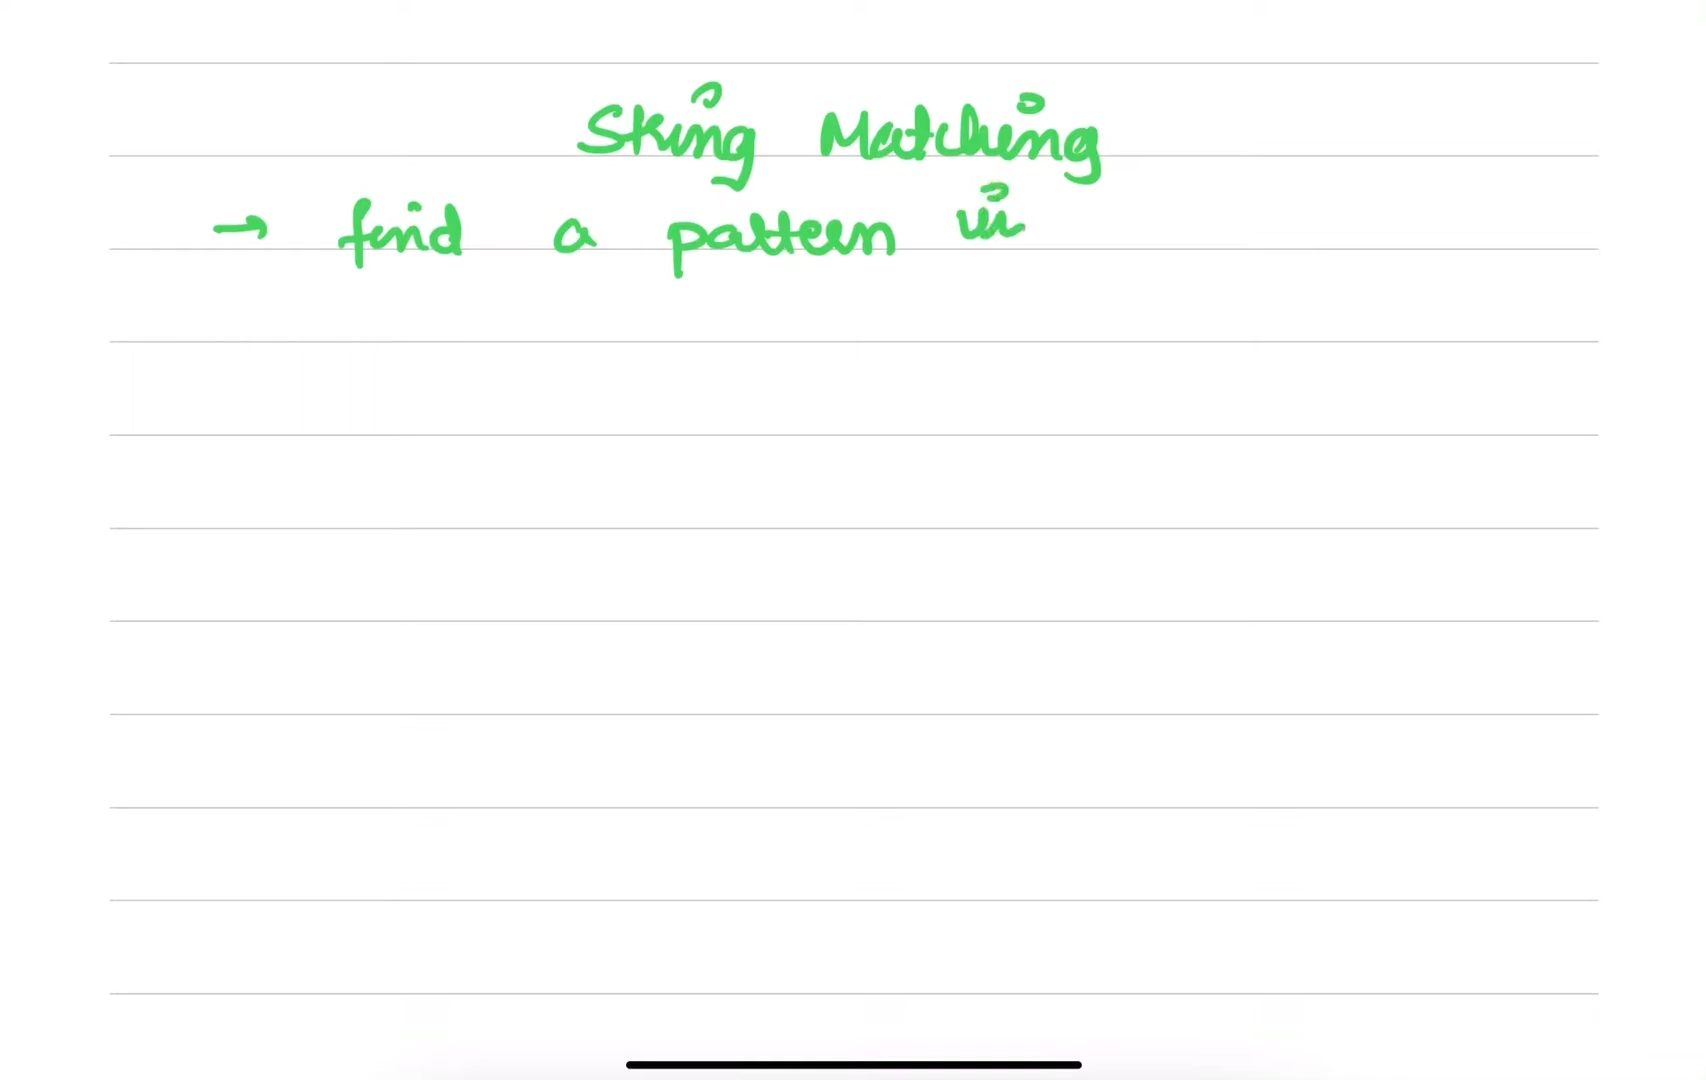 String Matching
→ find a pattern in